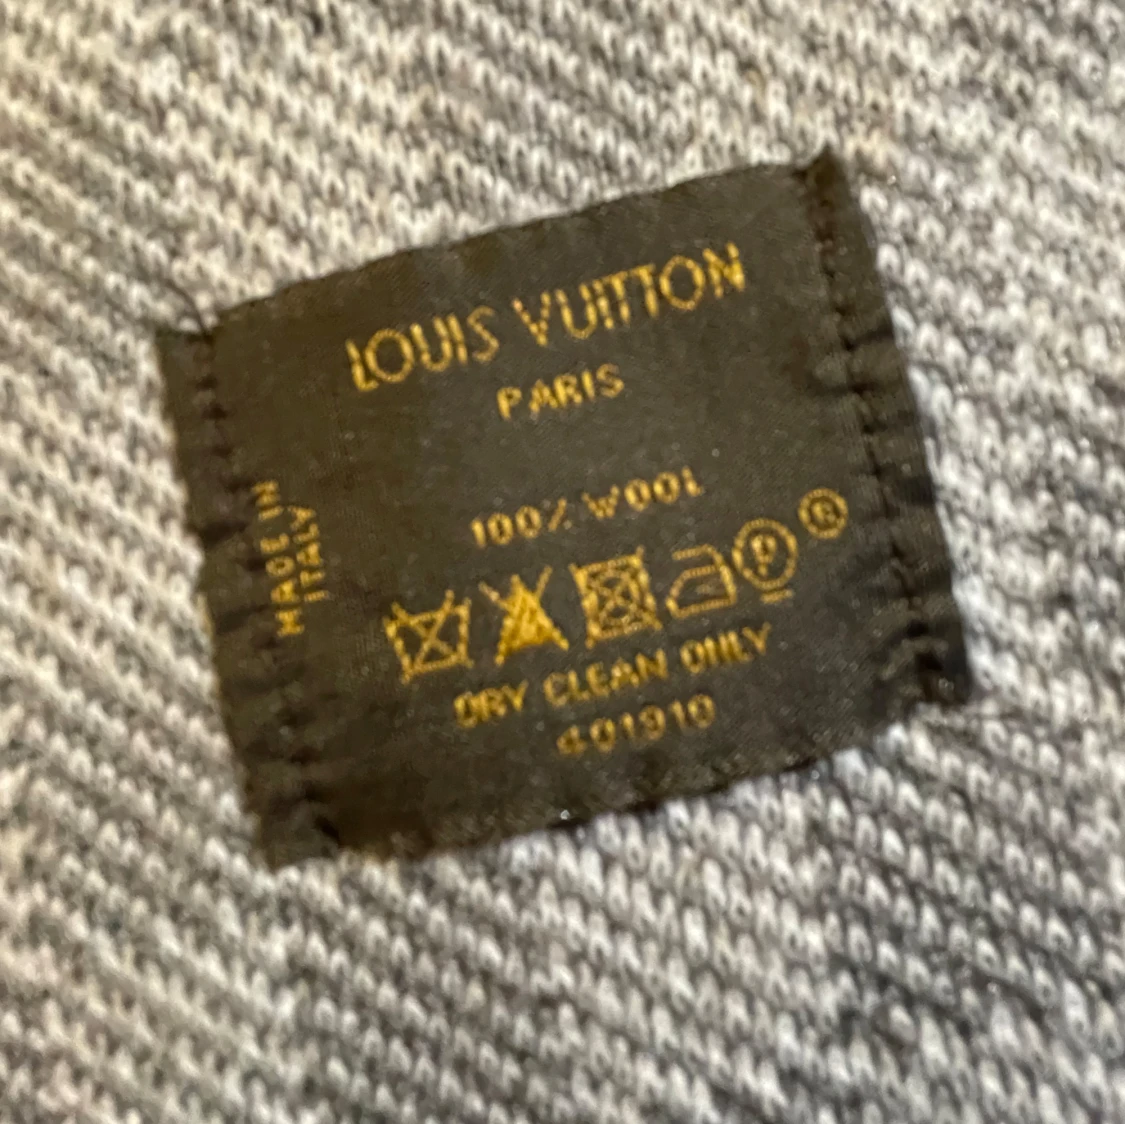 LOUIS VUITTON
PARIS
100% WOOL
MADE IN
ITALY
P
R
DRY CLEAN ONLY
401910